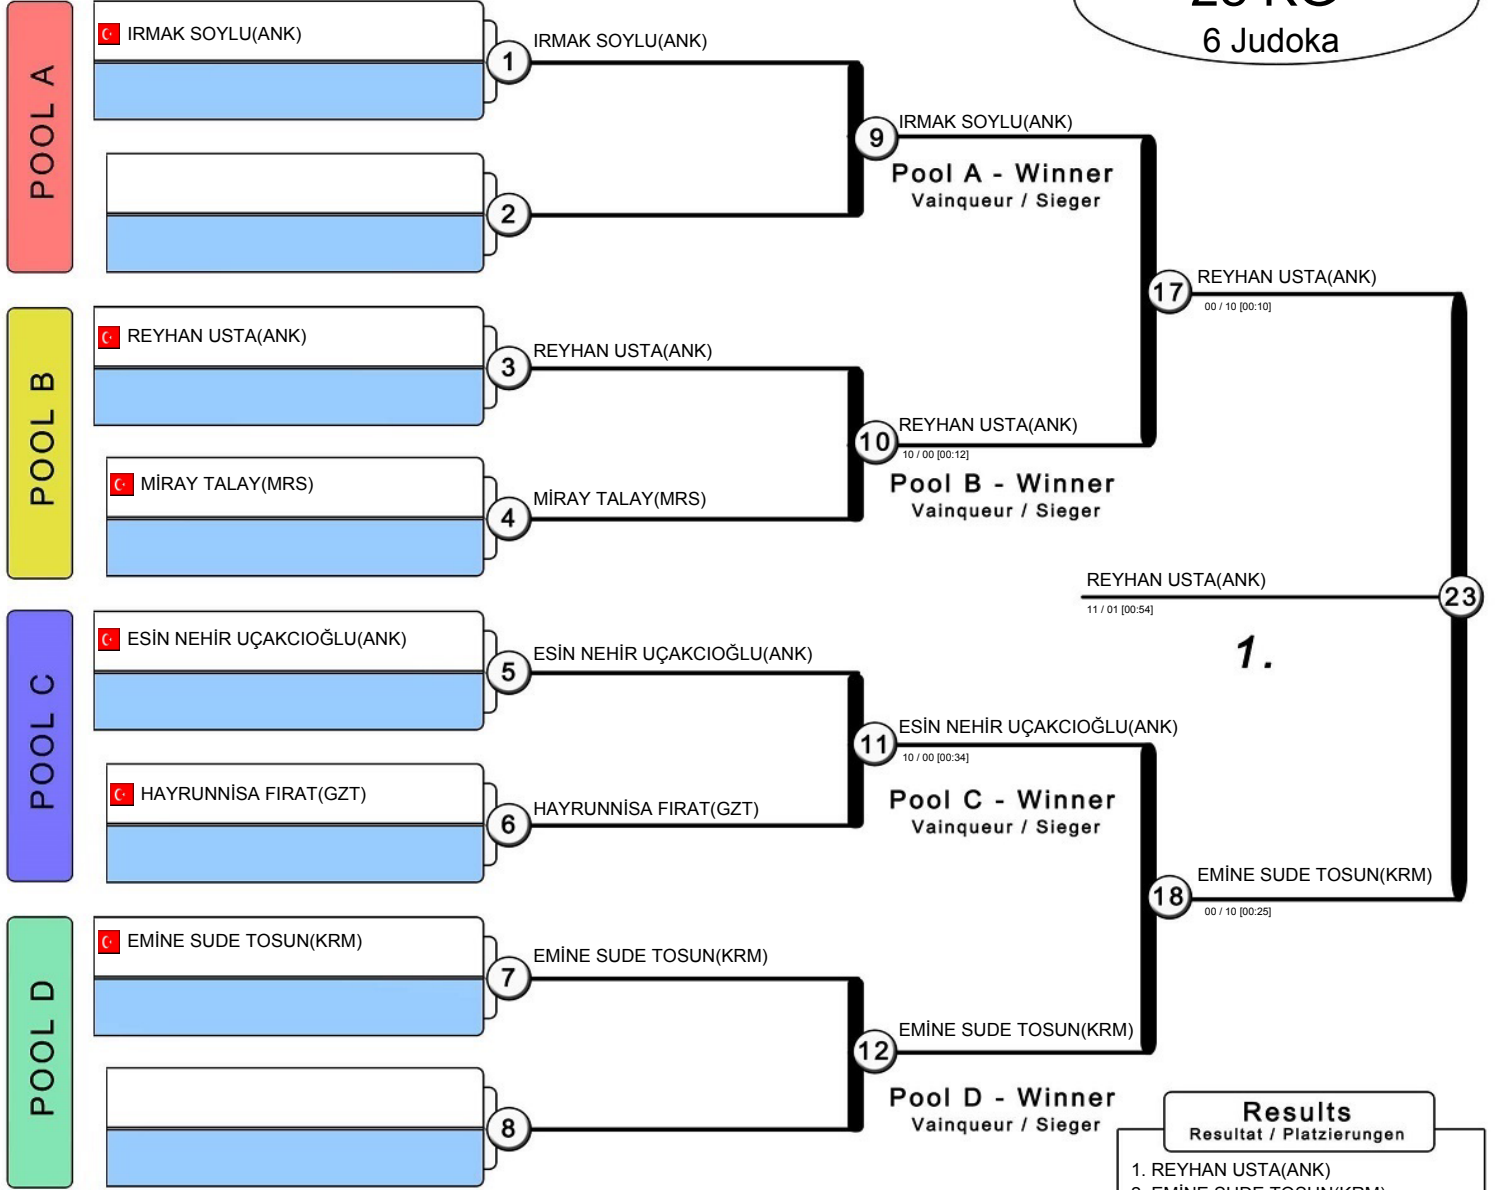 6 Judoka
POOL A
IRMAK SOYLU(ANK)
1
IRMAK SOYLU(ANK)
2
9
IRMAK SOYLU(ANK)
Pool A - Winner
Vainqueur / Sieger
POOL B
REYHAN USTA(ANK)
3
REYHAN USTA(ANK)
MİRAY TALAY(MRS)
4
MİRAY TALAY(MRS)
10
REYHAN USTA(ANK)
10 / 00 [00:12]
Pool B - Winner
Vainqueur / Sieger
17
REYHAN USTA(ANK)
00 / 10 [00:10]
REYHAN USTA(ANK)
11 / 01 [00:54]
23
1.
POOL C
ESİN NEHİR UÇAKCIOĞLU(ANK)
5
ESİN NEHİR UÇAKCIOĞLU(ANK)
HAYRUNNİSA FIRAT(GZT)
6
HAYRUNNİSA FIRAT(GZT)
11
ESİN NEHİR UÇAKCIOĞLU(ANK)
10 / 00 [00:34]
Pool C - Winner
Vainqueur / Sieger
18
EMİNE SUDE TOSUN(KRM)
00 / 10 [00:25]
POOL D
EMİNE SUDE TOSUN(KRM)
7
EMİNE SUDE TOSUN(KRM)
8
12
EMİNE SUDE TOSUN(KRM)
Pool D - Winner
Vainqueur / Sieger
Results
Resultat / Platzierungen
1. REYHAN USTA(ANK)
2. EMİNE SUDE TOSUN(KRM)